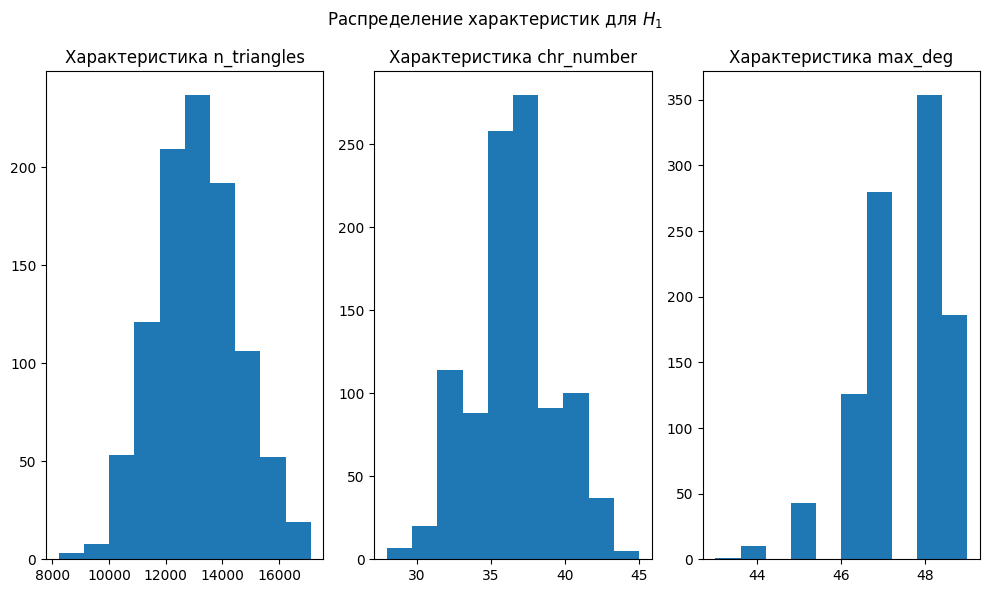 Распределение характеристик для H₁
Характеристика n_triangles
0
50
100
150
200
8000 10000 12000 14000 16000
Характеристика chr_number
0
50
100
150
200
250
30 35 40 45
Характеристика max_deg
0
50
100
150
200
250
300
350
44 46 48